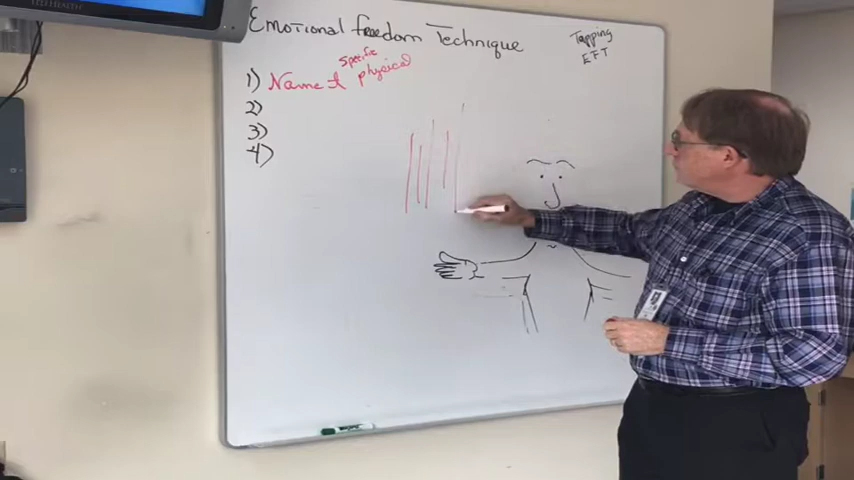 Emotional freedom Technique
Tapping
EFT
specific
1) Name it physical
2)
3)
4)